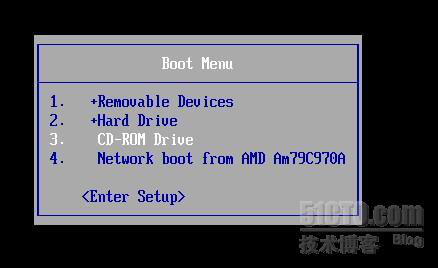 Boot Menu
1. +Removable Devices
2. +Hard Drive
3. CD-ROM Drive
4. Network boot from AMD Am79C970A
<Enter Setup>
51CTO.com
技术博客 Blog